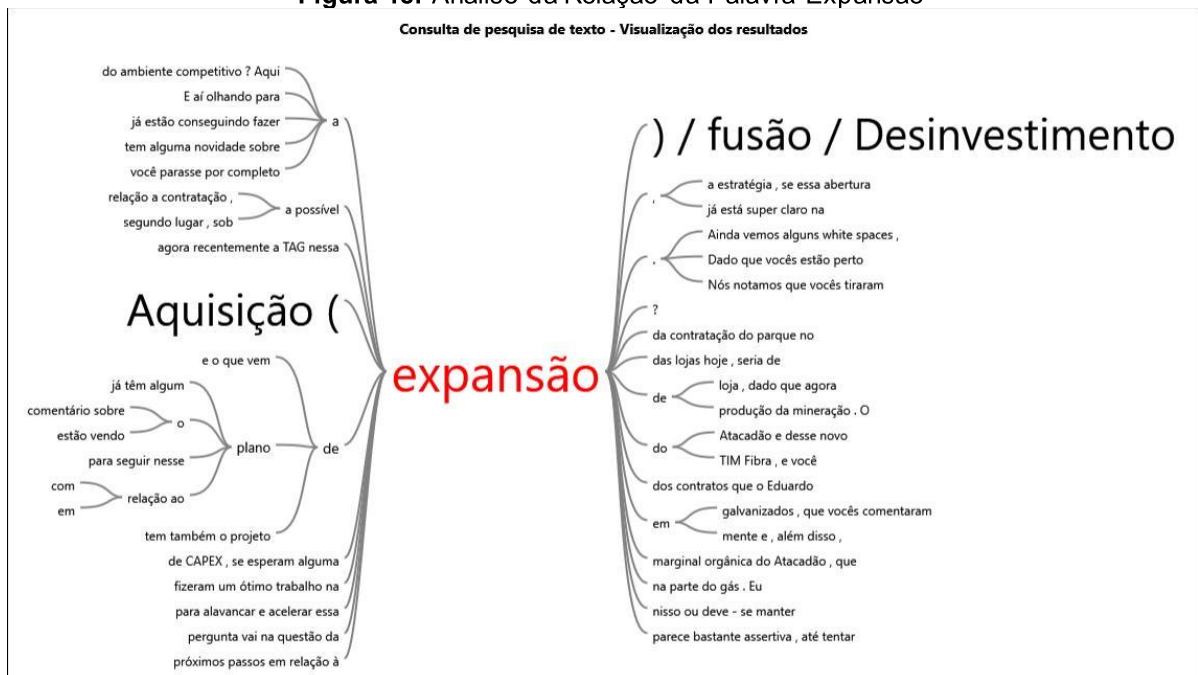 Figura 13. Análise da Relação da Palavra Expansão
Consulta de pesquisa de texto - Visualização dos resultados
do ambiente competitivo ? Aqui
E aí olhando para
já estão conseguindo fazer
tem alguma novidade sobre
você parasse por completo
a
relação a contratação ,
segundo lugar , sob
a possível
agora recentemente a TAG nessa
Aquisição (
e o que vem
já têm algum
comentário sobre
estão vendo
o
para seguir nesse
com
em
relação ao
plano
tem também o projeto
de
de CAPEX , se esperam alguma
fizeram um ótimo trabalho na
para alavancar e acelerar essa
pergunta vai na questão da
próximos passos em relação à
expansão
) / fusão / Desinvestimento
,
a estratégia , se essa abertura
já está super claro na
.
Ainda vemos alguns white spaces ,
Dado que vocês estão perto
Nós notamos que vocês tiraram
?
da contratação do parque no
das lojas hoje , seria de
de
loja , dado que agora
produção da mineração . O
do
Atacadão e desse novo
TIM Fibra , e você
dos contratos que o Eduardo
em
galvanizados , que vocês comentaram
mente e , além disso ,
marginal orgânica do Atacadão , que
na parte do gás . Eu
nisso ou deve - se manter
parece bastante assertiva , até tentar